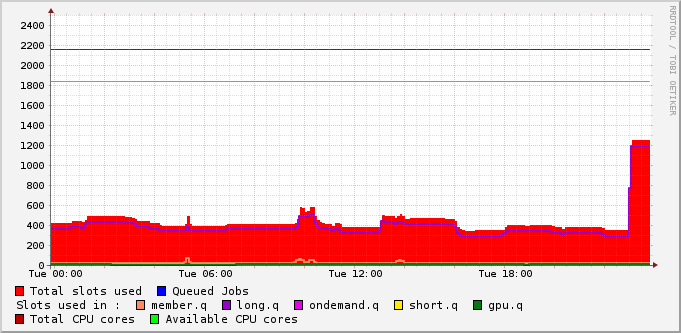 2400
2200
2000
1800
1600
1400
1200
1000
800
600
400
200
0
Tue 00:00 Tue 06:00 Tue 12:00 Tue 18:00
Total slots used Queued Jobs
Slots used in : member.q long.q ondemand.q short.q gpu.q
Total CPU cores Available CPU cores
RRDTOOL / TOBI OETIKER